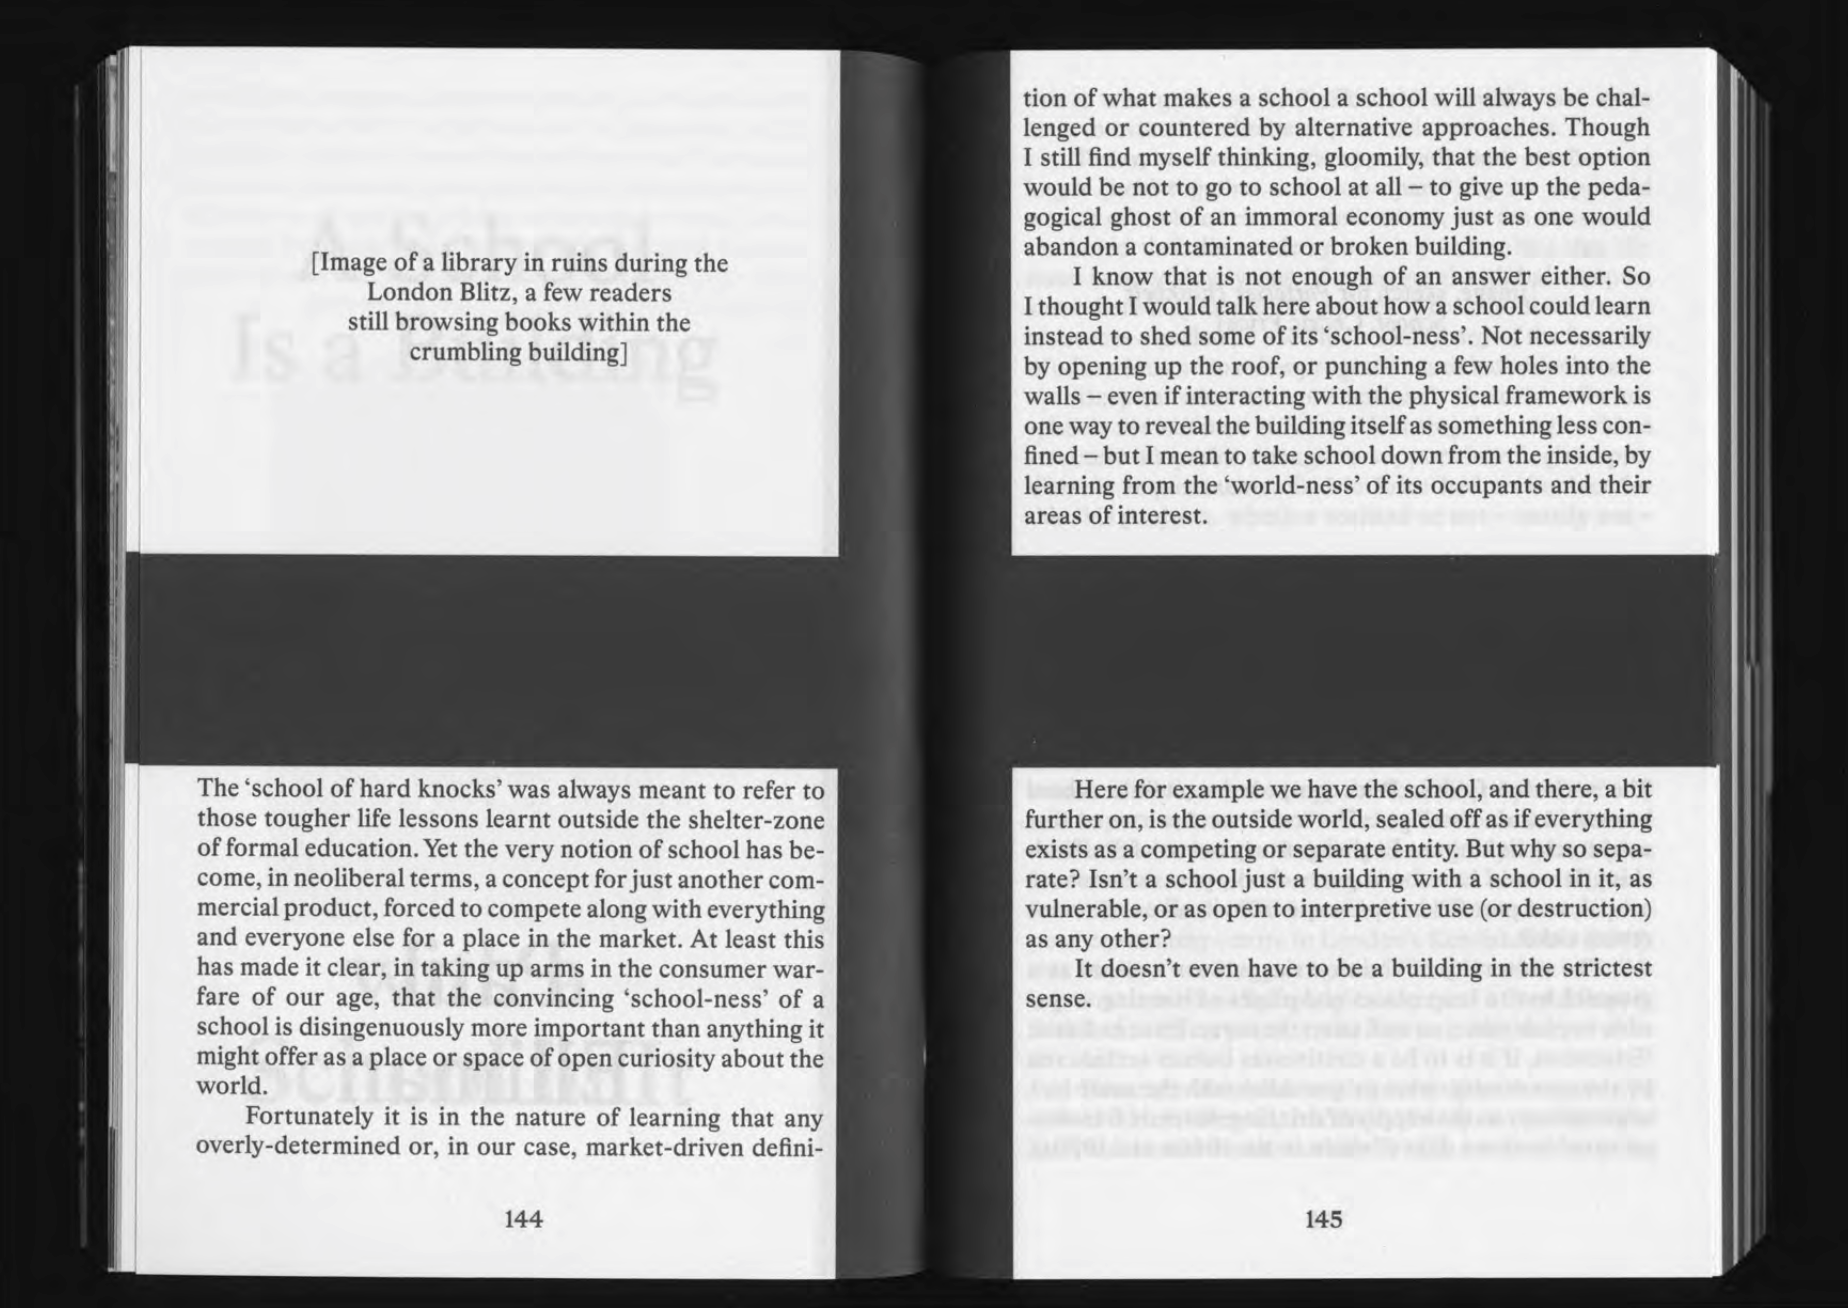 [Image of a library in ruins during the
London Blitz, a few readers
still browsing books within the
crumbling building]
The ‘school of hard knocks’ was always meant to refer to
those tougher life lessons learnt outside the shelter-zone
of formal education. Yet the very notion of school has be-
come, in neoliberal terms, a concept for just another com-
mercial product, forced to compete along with everything
and everyone else for a place in the market. At least this
has made it clear, in taking up arms in the consumer war-
fare of our age, that the convincing ‘school-ness’ of a
school is disingenuously more important than anything it
might offer as a place or space of open curiosity about the
world.
Fortunately it is in the nature of learning that any
overly-determined or, in our case, market-driven defini-
144
tion of what makes a school a school will always be chal-
lenged or countered by alternative approaches. Though
I still find myself thinking, gloomily, that the best option
would be not to go to school at all – to give up the peda-
gogical ghost of an immoral economy just as one would
abandon a contaminated or broken building.
I know that is not enough of an answer either. So
I thought I would talk here about how a school could learn
instead to shed some of its ‘school-ness’. Not necessarily
by opening up the roof, or punching a few holes into the
walls – even if interacting with the physical framework is
one way to reveal the building itself as something less con-
fined – but I mean to take school down from the inside, by
learning from the ‘world-ness’ of its occupants and their
areas of interest.
Here for example we have the school, and there, a bit
further on, is the outside world, sealed off as if everything
exists as a competing or separate entity. But why so sepa-
rate? Isn’t a school just a building with a school in it, as
vulnerable, or as open to interpretive use (or destruction)
as any other?
It doesn’t even have to be a building in the strictest
sense.
145